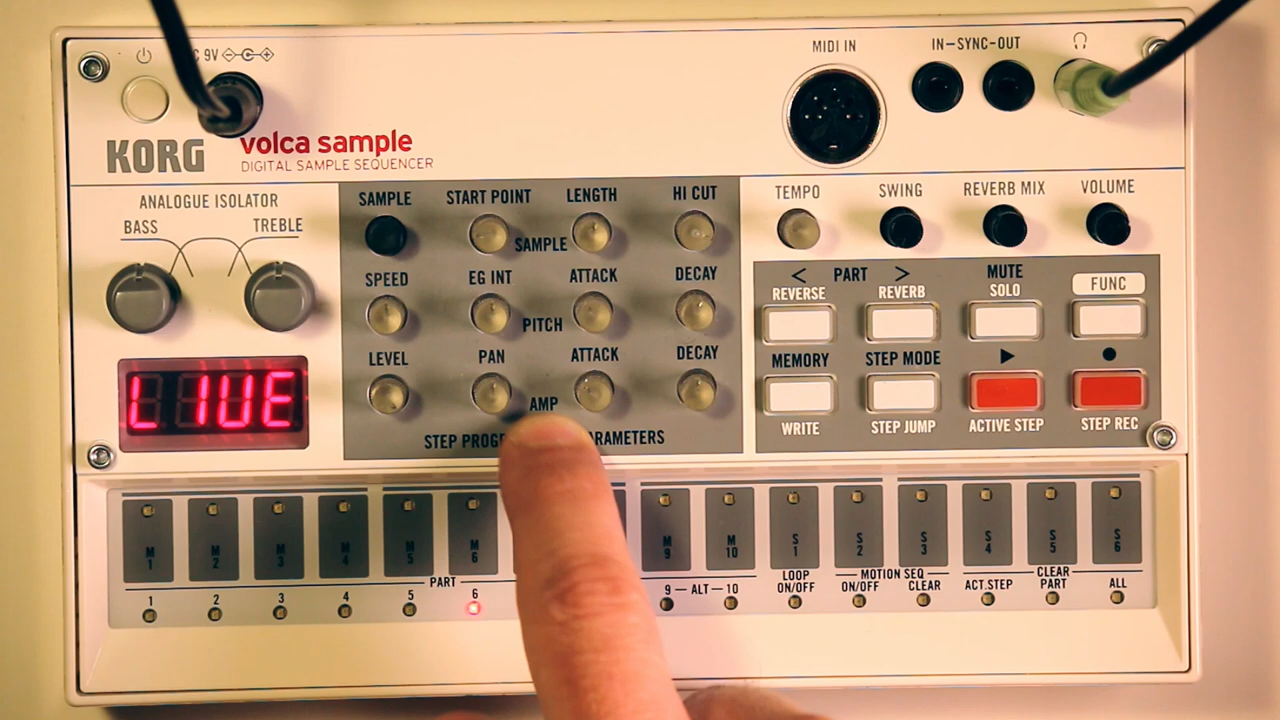 C 9V
MIDI IN
IN-SYNC-OUT
KORG
volca sample
DIGITAL SAMPLE SEQUENCER
ANALOGUE ISOLATOR
BASS
TREBLE
L IUE
SAMPLE
START POINT
LENGTH
HI CUT
SAMPLE
SPEED
EG INT
ATTACK
DECAY
PITCH
LEVEL
PAN
ATTACK
DECAY
AMP
STEP
TEMPO
SWING
REVERB MIX
VOLUME
< PART >
MUTE
REVERSE
REVERB
SOLO
FUNC
MEMORY
STEP MODE
WRITE
STEP JUMP
ACTIVE STEP
STEP REC
M 1
M 2
M 3
M 4
M 5
M 6
M 9
M 10
S 1
S 2
S 3
S 4
S 5
S 6
PART
1 2 3 4 5 6
9 - ALT - 10
LOOP ON/OFF
MOTION SEQ
ON/OFF CLEAR
ACT.STEP
CLEAR
PART
ALL